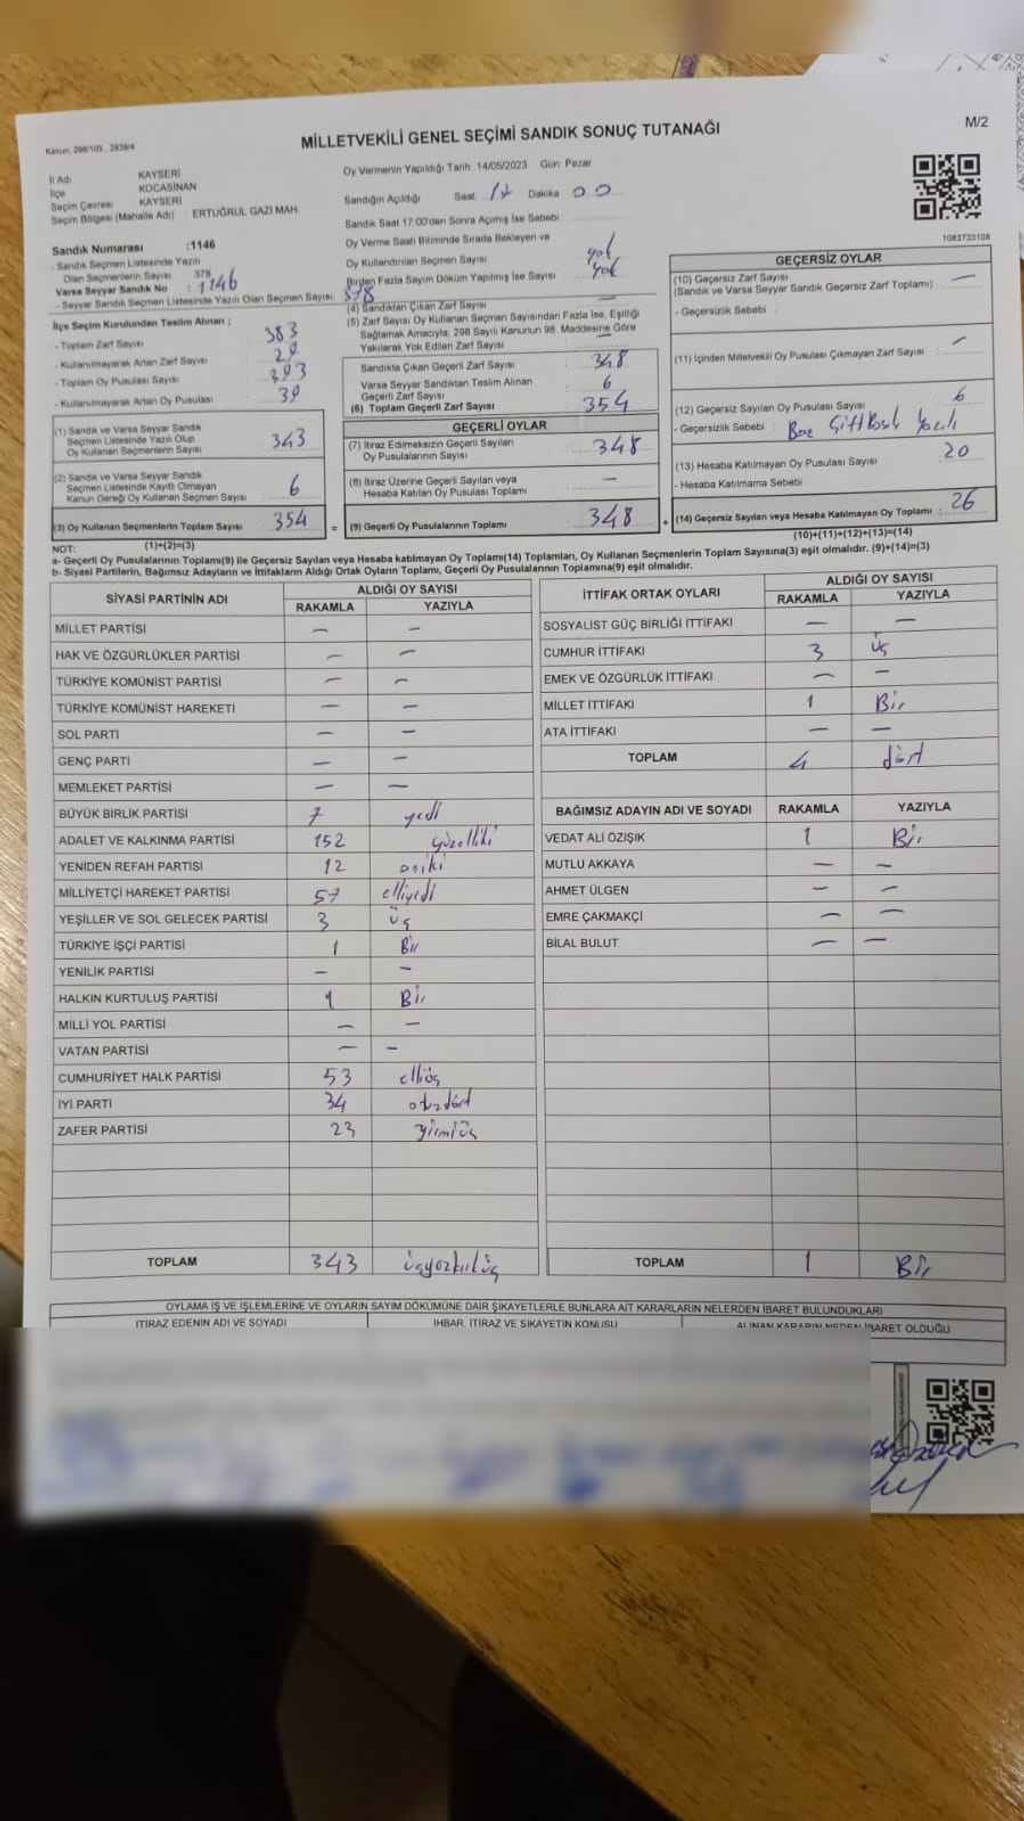 MİLLETVEKİLİ GENEL SEÇİMİ SANDIK SONUÇ TUTANAĞI
M/2
İl Adı KAYSERİ
İlçe KOCASİNAN
Seçim Çevresi KAYSERİ
Seçim Bölgesi (Mahalle Adı) ERTUĞRUL GAZİ MAH.
Sandık Numarası :1146
- Sandık Seçmen Listesinde Yazılı
Olan Seçmenlerin Sayısı 378
Varsa Seyyar Sandık No : 1146
- Seyyar Sandık Seçmen Listesinde Yazılı Olan Seçmen Sayısı 378
Oy Vermenin Yapıldığı Tarih 14/05/2023 Gün: Pazar
Sandığın Açıldığı Saat 17 Dakika 00
Sandık Saat 17.00'den Sonra Açılmış İse Sebebi
Oy Verme Saati Bitiminde Sırada Bekleyen ve
Oy Kullandırılan Seçmen Sayısı yok
Birden Fazla Sayım Döküm Yapılmış İse Sayısı yok
(4) Sandıktan Çıkan Zarf Sayısı —
(5) Zarf Sayısı Oy Kullanan Seçmen Sayısından Fazla İse, Eşitliği
Sağlamak Amacıyla; 298 Sayılı Kanunun 98. Maddesine Göre
Yakılarak Yok Edilen Zarf Sayısı —
1083733108
İlçe Seçim Kurulundan Teslim Alınan ;
- Toplam Zarf Sayısı 383
- Kullanılmayarak Artan Zarf Sayısı 29
- Toplam Oy Pusulası Sayısı 393
- Kullanılmayarak Artan Oy Pusulası 39
Sandıkta Çıkan Geçerli Zarf Sayısı 348
Varsa Seyyar Sandıktan Teslim Alınan
Geçerli Zarf Sayısı 6
(6) Toplam Geçerli Zarf Sayısı 354
(1) Sandık ve Varsa Seyyar Sandık
Seçmen Listesinde Yazılı Olup
Oy Kullanan Seçmenlerin Sayısı 343
(2) Sandık ve Varsa Seyyar Sandık
Seçmen Listesinde Kayıtlı Olmayan
Kanun Gereği Oy Kullanan Seçmen Sayısı 6
(3) Oy Kullanan Seçmenlerin Toplam Sayısı 354
(1)+(2)=(3)
GEÇERLİ OYLAR
(7) İtiraz Edilmeksizin Geçerli Sayılan
Oy Pusulalarının Sayısı 348
(8) İtiraz Üzerine Geçerli Sayılan veya
Hesaba Katılan Oy Pusulası Toplamı —
= (9) Geçerli Oy Pusulalarının Toplamı 348
GEÇERSİZ OYLAR
(10) Geçersiz Zarf Sayısı
(Sandık ve Varsa Seyyar Sandık Geçersiz Zarf Toplamı) —
- Geçersizlik Sebebi
(11) İçinden Milletvekili Oy Pusulası Çıkmayan Zarf Sayısı —
(12) Geçersiz Sayılan Oy Pusulası Sayısı 6
- Geçersizlik Sebebi
(13) Hesaba Katılmayan Oy Pusulası Sayısı 20
- Hesaba Katılmama Sebebi
+ (14) Geçersiz Sayılan veya Hesaba Katılmayan Oy Toplamı 26
(10)+(11)+(12)+(13)=(14)
NOT:
a- Geçerli Oy Pusulalarının Toplamı(9) ile Geçersiz Sayılan veya Hesaba katılmayan Oy Toplamı(14) Toplamları, Oy Kullanan Seçmenlerin Toplam Sayısına(3) eşit olmalıdır. (9)+(14)=(3)
b- Siyasi Partilerin, Bağımsız Adayların ve İttifakların Aldığı Ortak Oyların Toplamı, Geçerli Oy Pusulalarının Toplamına(9) eşit olmalıdır.
SİYASİ PARTİNİN ADI ALDIĞI OY SAYISI
RAKAMLA YAZIYLA
MİLLET PARTİSİ — —
HAK VE ÖZGÜRLÜKLER PARTİSİ — —
TÜRKİYE KOMÜNİST PARTİSİ — —
TÜRKİYE KOMÜNİST HAREKETİ — —
SOL PARTİ — —
GENÇ PARTİ — —
MEMLEKET PARTİSİ — —
BÜYÜK BİRLİK PARTİSİ 7 yedi
ADALET VE KALKINMA PARTİSİ 152 yüzelliiki
YENİDEN REFAH PARTİSİ 12 oniki
MİLLİYETÇİ HAREKET PARTİSİ 57 elliyedi
YEŞİLLER VE SOL GELECEK PARTİSİ 3 üç
TÜRKİYE İŞÇİ PARTİSİ 1 Bir
YENİLİK PARTİSİ — —
HALKIN KURTULUŞ PARTİSİ 1 Bir
MİLLİ YOL PARTİSİ — —
VATAN PARTİSİ — —
CUMHURİYET HALK PARTİSİ 53 elliüç
İYİ PARTİ 34 otuzdört
ZAFER PARTİSİ 23 yirmiüç
TOPLAM 343 üçyüzkırküç
İTTİFAK ORTAK OYLARI ALDIĞI OY SAYISI
RAKAMLA YAZIYLA
SOSYALİST GÜÇ BİRLİĞİ İTTİFAKI — —
CUMHUR İTTİFAKI 3 üç
EMEK VE ÖZGÜRLÜK İTTİFAKI — —
MİLLET İTTİFAKI 1 Bir
ATA İTTİFAKI — —
TOPLAM 4 dört
BAĞIMSIZ ADAYIN ADI VE SOYADI RAKAMLA YAZIYLA
VEDAT ALİ ÖZIŞIK 1 Bir
MUTLU AKKAYA — —
AHMET ÜLGEN — —
EMRE ÇAKMAKÇİ — —
BİLAL BULUT — —
TOPLAM 1 Bir
OYLAMA İŞ VE İŞLEMLERİNE VE OYLARIN SAYIM DÖKÜMÜNE DAİR ŞİKAYETLERLE BUNLARA AİT KARARLARIN NELERDEN İBARET BULUNDUKLARI
İTİRAZ EDENİN ADI VE SOYADI İHBAR, İTİRAZ VE ŞİKAYETİN KONUSU ALINAN KARARIN NEDEN İBARET OLDUĞU